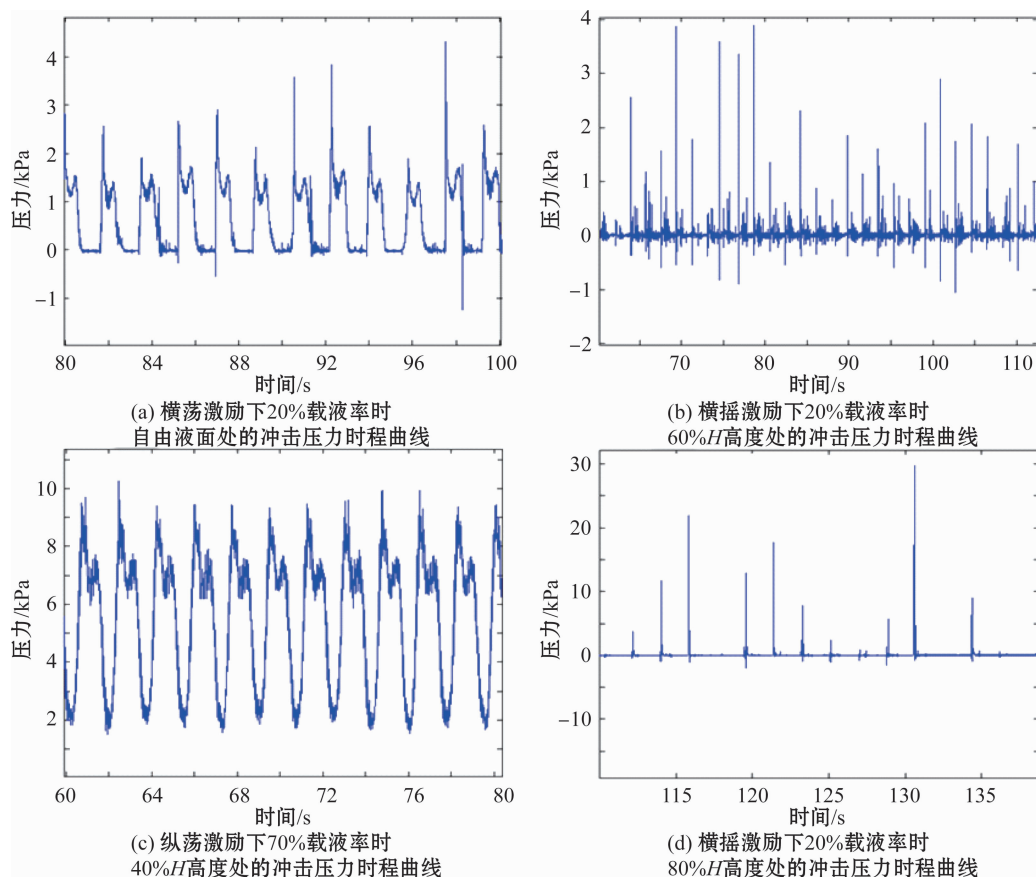 4
3
2
1
0
−1
压力/kPa
80
84
88
92
96
100
时间/s
(a) 横荡激励下20%载液率时
自由液面处的冲击压力时程曲线
4
3
2
1
0
−1
−2
压力/kPa
70
80
90
100
110
时间/s
(b) 横摇激励下20%载液率时
60%H高度处的冲击压力时程曲线
10
8
6
4
2
压力/kPa
60
64
68
72
76
80
时间/s
(c) 纵荡激励下70%载液率时
40%H高度处的冲击压力时程曲线
30
20
10
0
−10
压力/kPa
115
120
125
130
135
时间/s
(d) 横摇激励下20%载液率时
80%H高度处的冲击压力时程曲线